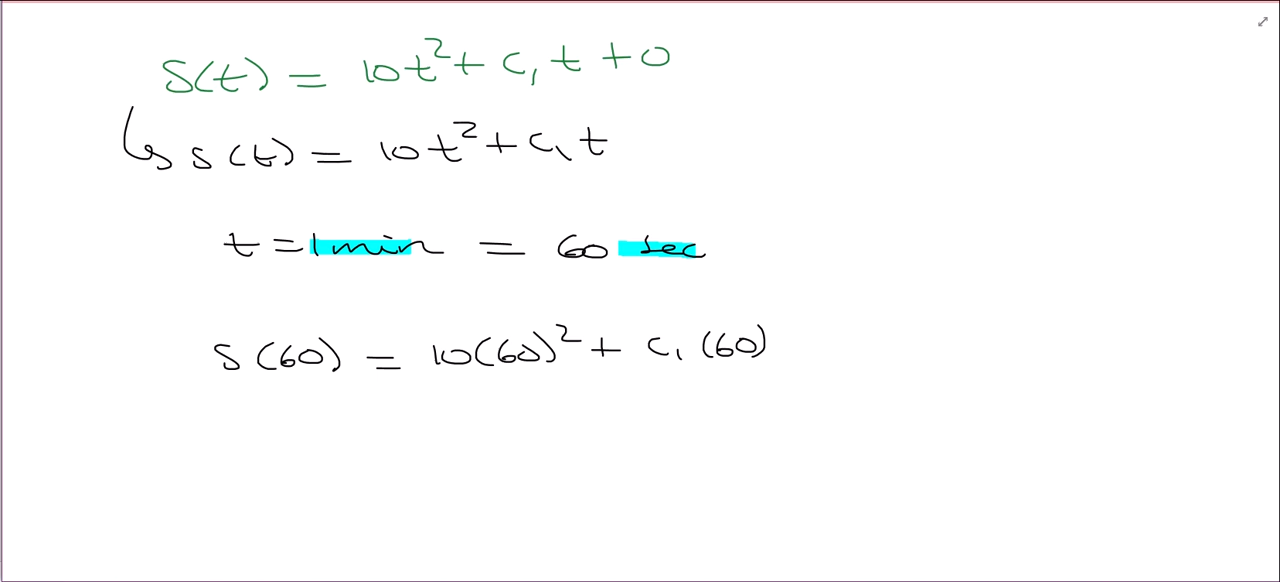 S(t) = 10t² + c₁t + 0
↳ s(t) = 10t² + c₁t
t = 1 min = 60 sec
s(60) = 10(60)² + c₁(60)